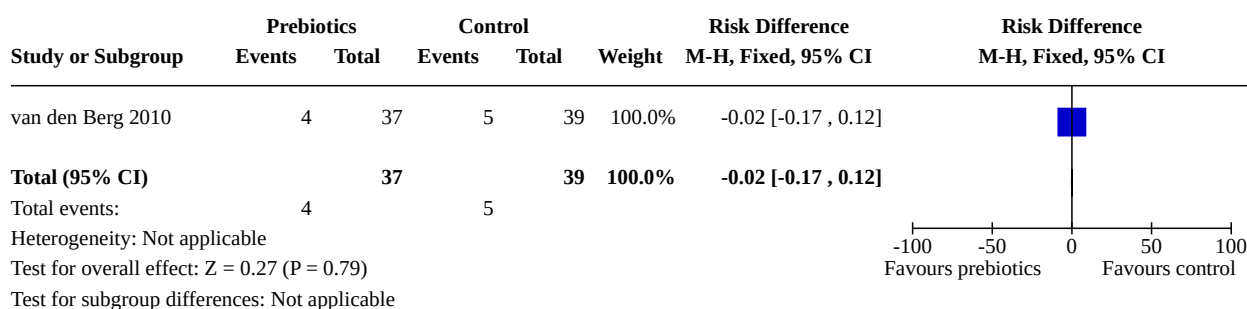 Prebiotics Control Risk Difference Risk Difference
Study or Subgroup Events Total Events Total Weight M-H, Fixed, 95% CI M-H, Fixed, 95% CI
van den Berg 2010 4 37 5 39 100.0% -0.02 [-0.17 , 0.12]
Total (95% CI) 37 39 100.0% -0.02 [-0.17 , 0.12]
Total events: 4 5
Heterogeneity: Not applicable
-100 -50 0 50 100
Test for overall effect: Z = 0.27 (P = 0.79)
Favours prebiotics Favours control
Test for subgroup differences: Not applicable